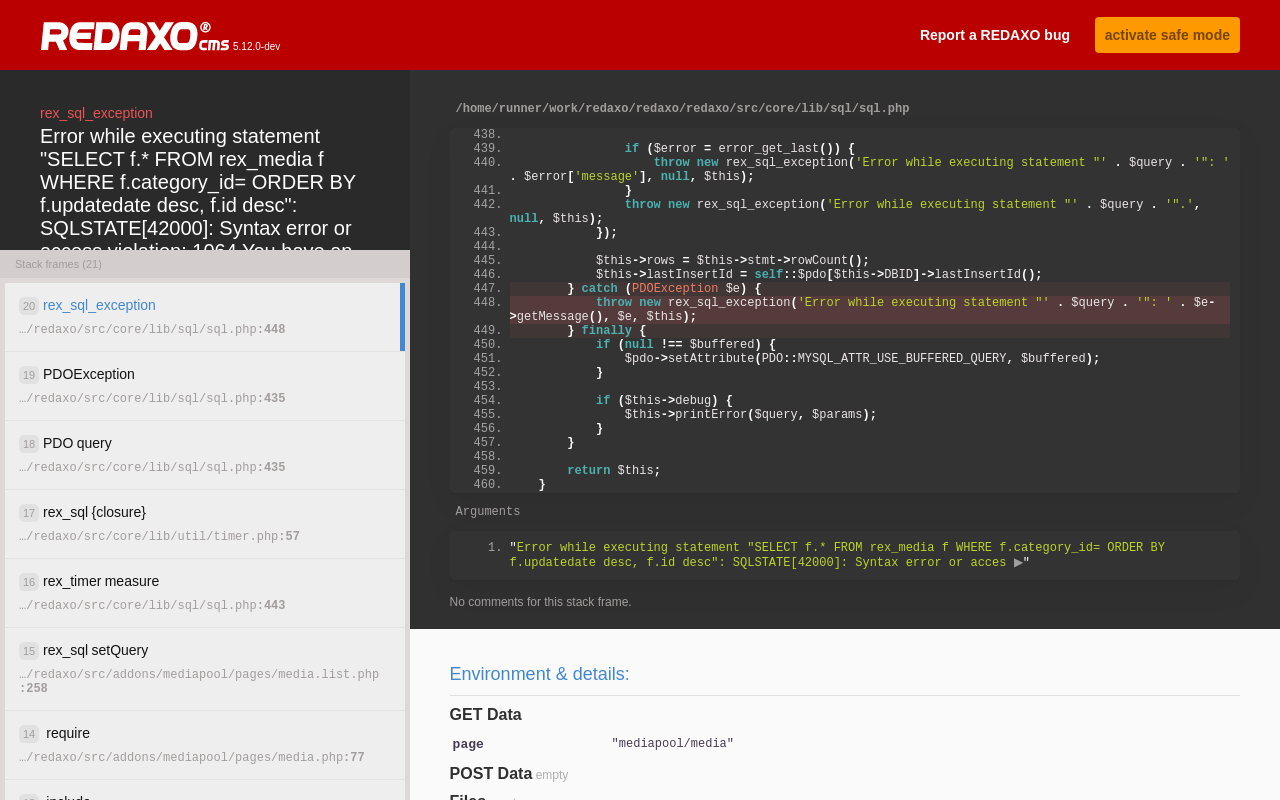 REDAXO® cms 5.12.0-dev
Report a REDAXO bug
activate safe mode
rex_sql_exception
Error while executing statement
"SELECT f.* FROM rex_media f
WHERE f.category_id= ORDER BY
f.updatedate desc, f.id desc":
SQLSTATE[42000]: Syntax error or
access violation: 1064 You have an
Stack frames (21)
20 rex_sql_exception
…/redaxo/src/core/lib/sql/sql.php:448
19 PDOException
…/redaxo/src/core/lib/sql/sql.php:435
18 PDO query
…/redaxo/src/core/lib/sql/sql.php:435
17 rex_sql {closure}
…/redaxo/src/core/lib/util/timer.php:57
16 rex_timer measure
…/redaxo/src/core/lib/sql/sql.php:443
15 rex_sql setQuery
…/redaxo/src/addons/mediapool/pages/media.list.php
:258
14 require
…/redaxo/src/addons/mediapool/pages/media.php:77
include
/home/runner/work/redaxo/redaxo/redaxo/src/core/lib/sql/sql.php
438.
439. if ($error = error_get_last()) {
440. throw new rex_sql_exception('Error while executing statement "' . $query . '": '
. $error['message'], null, $this);
441. }
442. throw new rex_sql_exception('Error while executing statement "' . $query . '".',
null, $this);
443. });
444.
445. $this->rows = $this->stmt->rowCount();
446. $this->lastInsertId = self::$pdo[$this->DBID]->lastInsertId();
447. } catch (PDOException $e) {
448. throw new rex_sql_exception('Error while executing statement "' . $query . '": ' . $e-
>getMessage(), $e, $this);
449. } finally {
450. if (null !== $buffered) {
451. $pdo->setAttribute(PDO::MYSQL_ATTR_USE_BUFFERED_QUERY, $buffered);
452. }
453.
454. if ($this->debug) {
455. $this->printError($query, $params);
456. }
457. }
458.
459. return $this;
460. }
Arguments
1. "Error while executing statement "SELECT f.* FROM rex_media f WHERE f.category_id= ORDER BY
f.updatedate desc, f.id desc": SQLSTATE[42000]: Syntax error or acces ▶"
No comments for this stack frame.
Environment & details:
GET Data
page "mediapool/media"
POST Data empty
Files